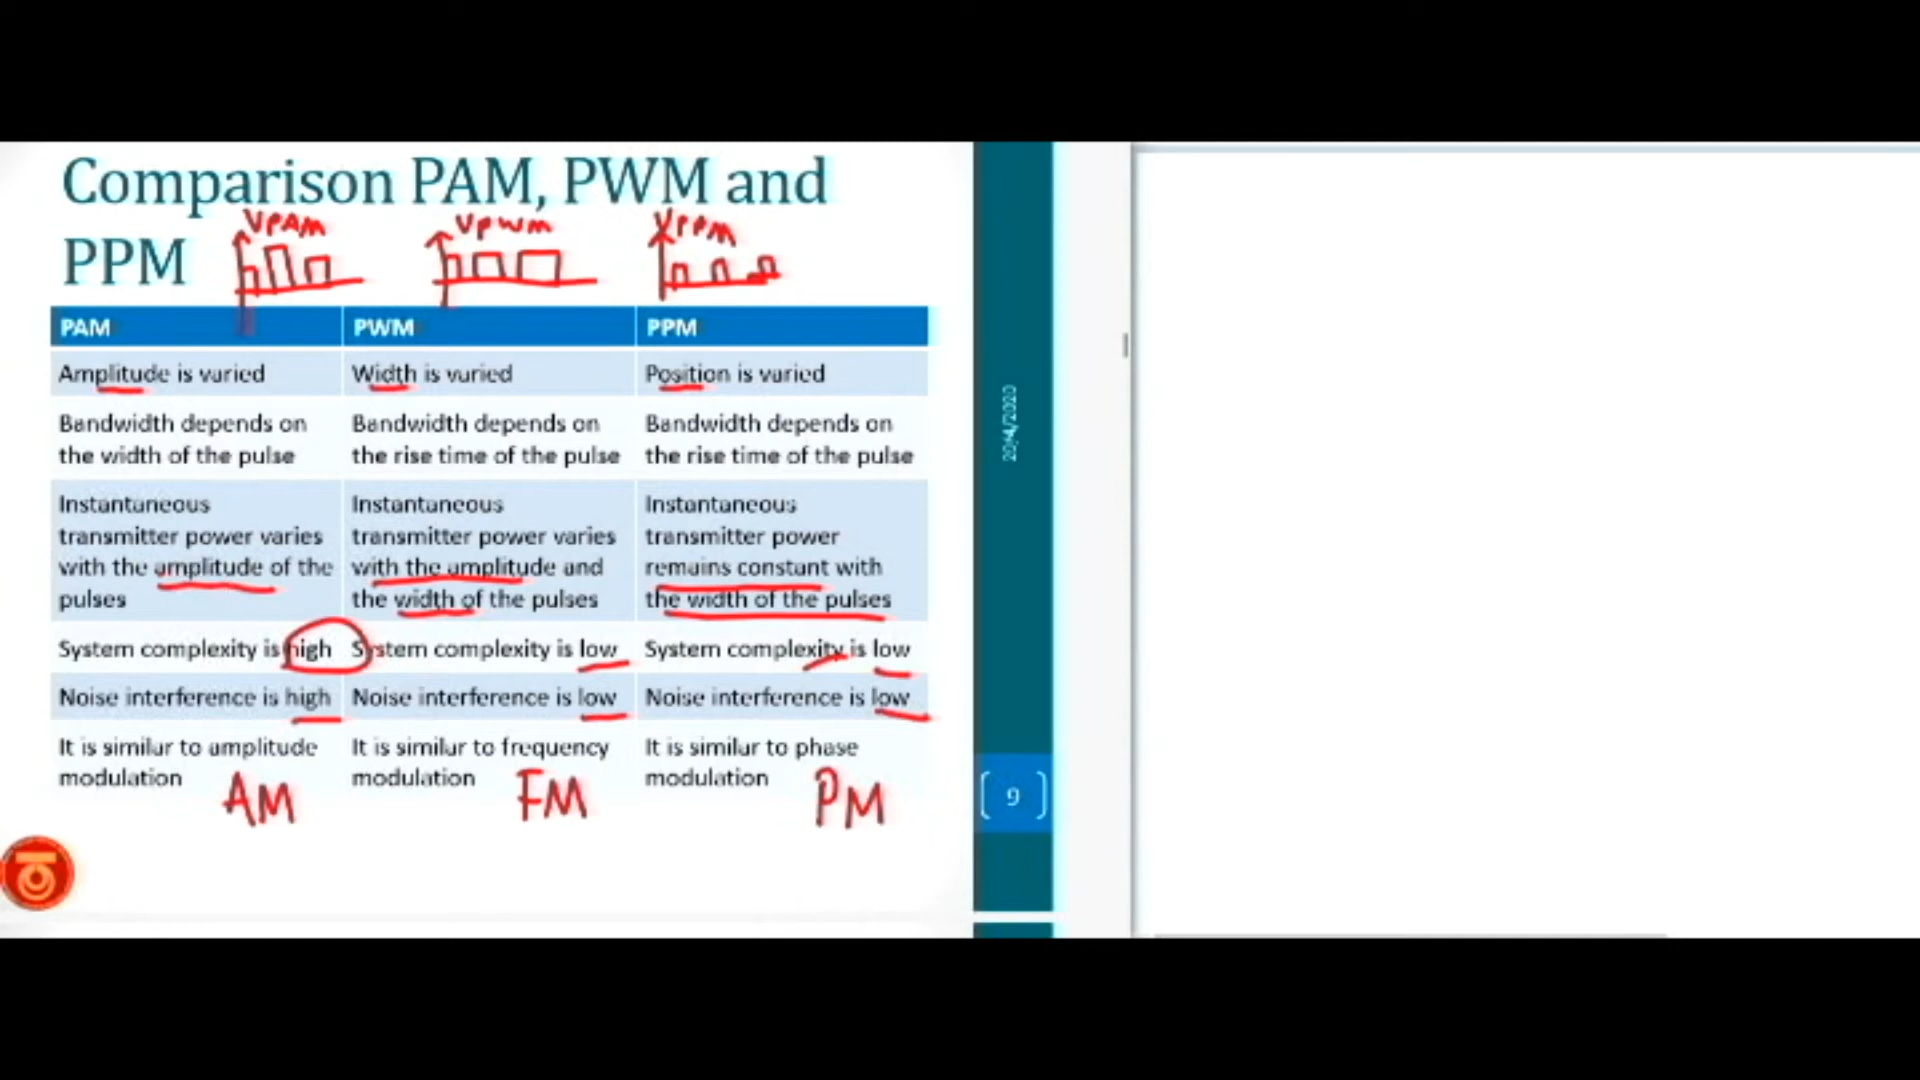 Comparison PAM, PWM and
PPM
VPAM
VPWM
VPPM
PAM
PWM
PPM
Amplitude is varied
Width is varied
Position is varied
Bandwidth depends on
the width of the pulse
Bandwidth depends on
the rise time of the pulse
Bandwidth depends on
the rise time of the pulse
Instantaneous
transmitter power varies
with the amplitude of the
pulses
Instantaneous
transmitter power varies
with the amplitude and
the width of the pulses
Instantaneous
transmitter power
remains constant with
the width of the pulses
System complexity is high
System complexity is low
System complexity is low
Noise interference is high
Noise interference is low
Noise interference is low
It is similar to amplitude
modulation
AM
It is similar to frequency
modulation
FM
It is similar to phase
modulation
PM
20/4/2020
9